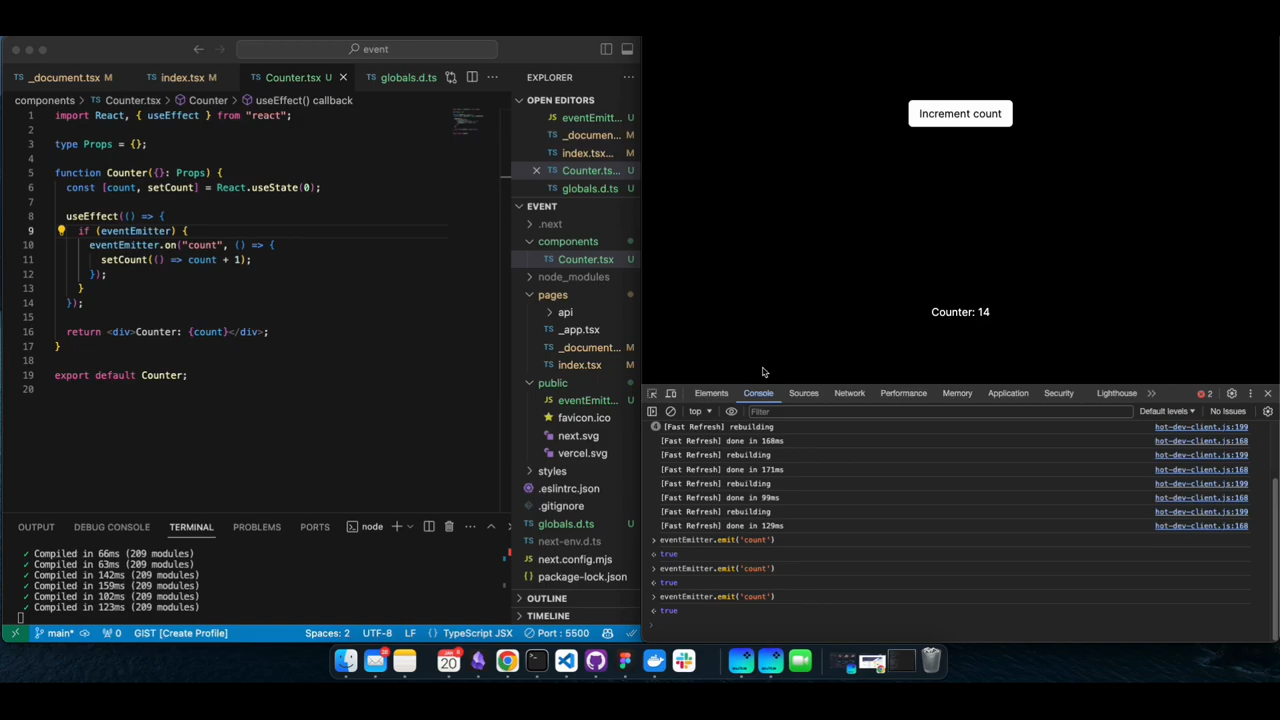 event
_document.tsx M
index.tsx M
Counter.tsx U
globals.d.ts
components > Counter.tsx > Counter > useEffect() callback
1 import React, { useEffect } from "react";
2
3 type Props = {};
4
5 function Counter({}: Props) {
6 const [count, setCount] = React.useState(0);
7
8 useEffect(() => {
9 if (eventEmitter) {
10 eventEmitter.on("count", () => {
11 setCount(() => count + 1);
12 });
13 }
14 });
15
16 return <div>Counter: {count}</div>;
17 }
18
19 export default Counter;
20
EXPLORER
OPEN EDITORS
eventEmitt... U
_documen... M
index.tsx... M
Counter.ts... U
globals.d.ts U
EVENT
.next
components
Counter.tsx U
node_modules
pages
api
_app.tsx
_document... M
index.tsx M
public
eventEmitt... U
favicon.ico
next.svg
vercel.svg
styles
.eslintrc.json
.gitignore
globals.d.ts U
next-env.d.ts
next.config.mjs
package-lock.json
OUTLINE
TIMELINE
OUTPUT DEBUG CONSOLE TERMINAL PROBLEMS PORTS node
✓ Compiled in 66ms (209 modules)
✓ Compiled in 63ms (209 modules)
✓ Compiled in 142ms (209 modules)
✓ Compiled in 159ms (209 modules)
✓ Compiled in 102ms (209 modules)
✓ Compiled in 123ms (209 modules)
main* 0 GIST [Create Profile] Spaces: 2 UTF-8 LF {} TypeScript JSX Port : 5500
Increment count
Counter: 14
Elements Console Sources Network Performance Memory Application Security Lighthouse 2
top Filter Default levels No Issues
4 [Fast Refresh] rebuilding hot-dev-client.js:199
[Fast Refresh] done in 168ms hot-dev-client.js:168
[Fast Refresh] rebuilding hot-dev-client.js:199
[Fast Refresh] done in 171ms hot-dev-client.js:168
[Fast Refresh] rebuilding hot-dev-client.js:199
[Fast Refresh] done in 99ms hot-dev-client.js:168
[Fast Refresh] rebuilding hot-dev-client.js:199
[Fast Refresh] done in 129ms hot-dev-client.js:168
eventEmitter.emit('count')
true
eventEmitter.emit('count')
true
eventEmitter.emit('count')
true
20